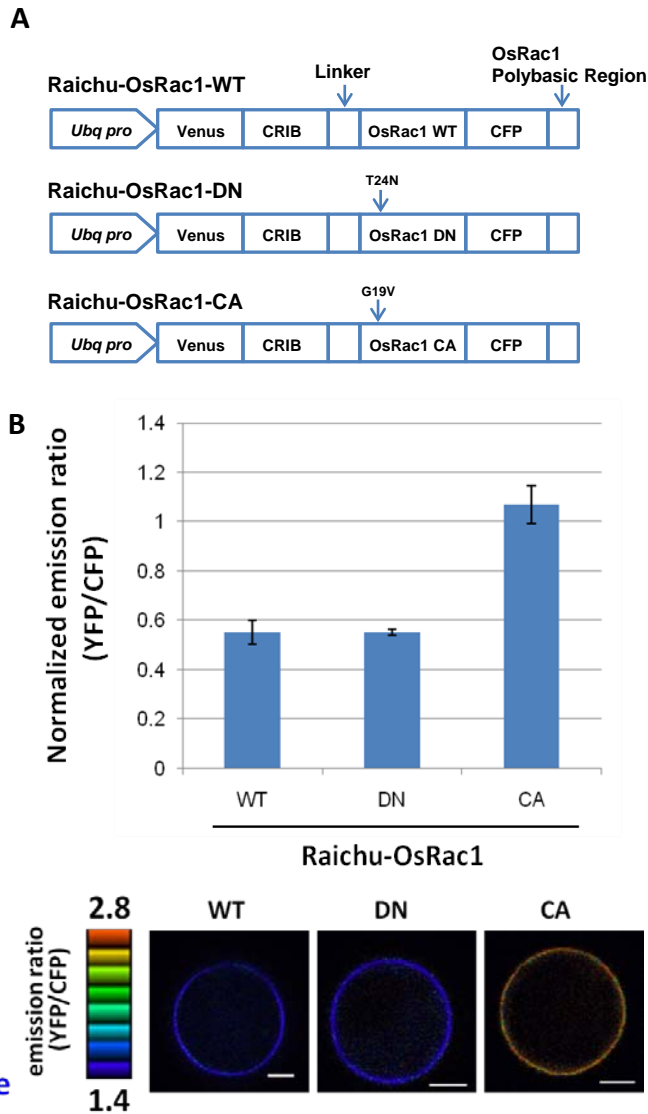 A
Raichu-OsRac1-WT
Linker
OsRac1
Polybasic Region
Ubq pro Venus CRIB OsRac1 WT CFP
Raichu-OsRac1-DN
T24N
Ubq pro Venus CRIB OsRac1 DN CFP
Raichu-OsRac1-CA
G19V
Ubq pro Venus CRIB OsRac1 CA CFP
B
Normalized emission ratio
(YFP/CFP)
1.4
1.2
1
0.8
0.6
0.4
0.2
0
WT DN CA
Raichu-OsRac1
2.8 WT DN CA
emission ratio
(YFP/CFP)
e
1.4